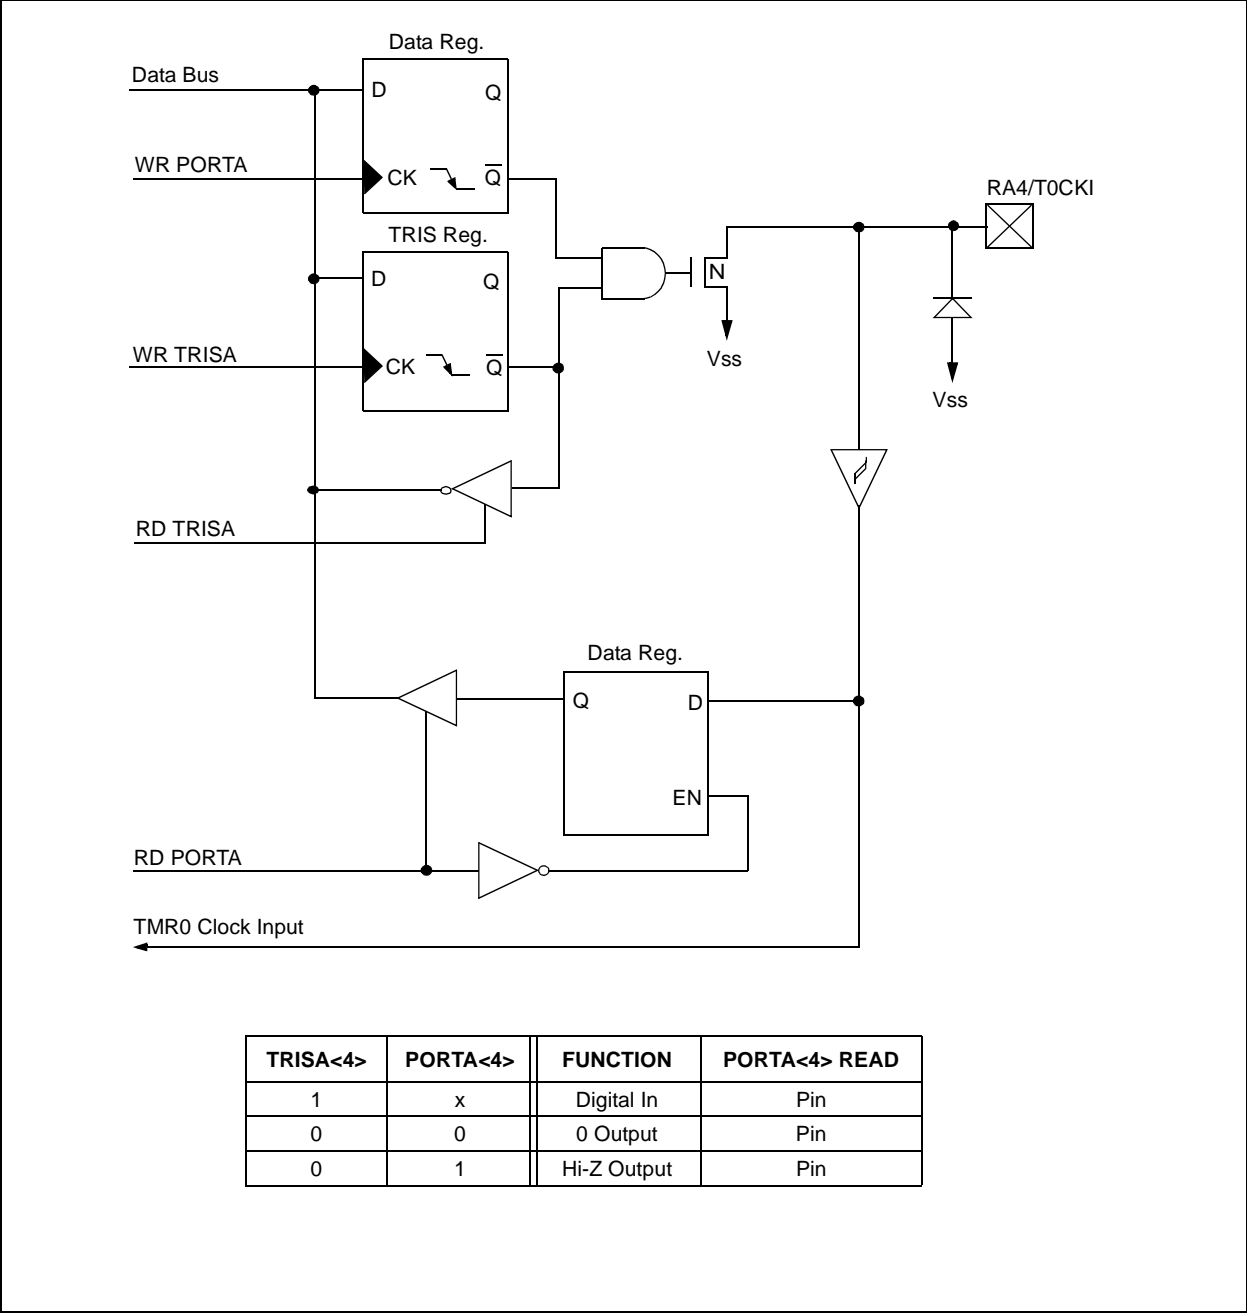 Data Reg.
Data Bus
D
Q
WR PORTA
CK
Q̅
RA4/T0CKI
TRIS Reg.
D
Q
N
WR TRISA
CK
Q̅
Vss
Vss
RD TRISA
Data Reg.
Q
D
EN
RD PORTA
TMR0 Clock Input
TRISA<4> PORTA<4> FUNCTION PORTA<4> READ
1 x Digital In Pin
0 0 0 Output Pin
0 1 Hi-Z Output Pin